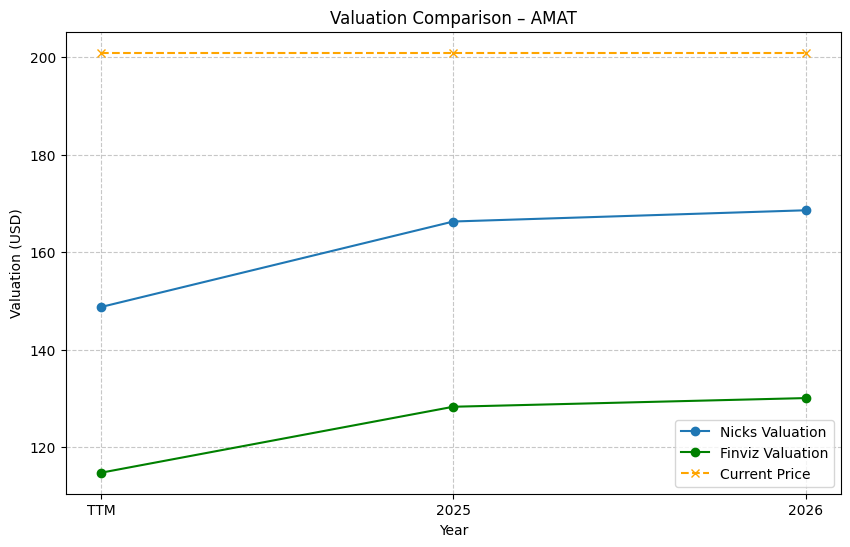 Valuation Comparison – AMAT
Valuation (USD)
200
180
160
140
120
TTM
2025
2026
Year
Nicks Valuation
Finviz Valuation
Current Price